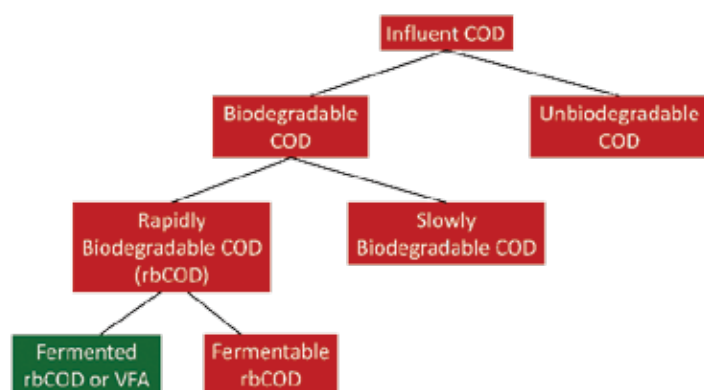 Influent COD
Biodegradable
COD
Unbiodegradable
COD
Rapidly
Biodegradable COD
(rbCOD)
Slowly
Biodegradable COD
Fermented
rbCOD or VFA
Fermentable
rbCOD